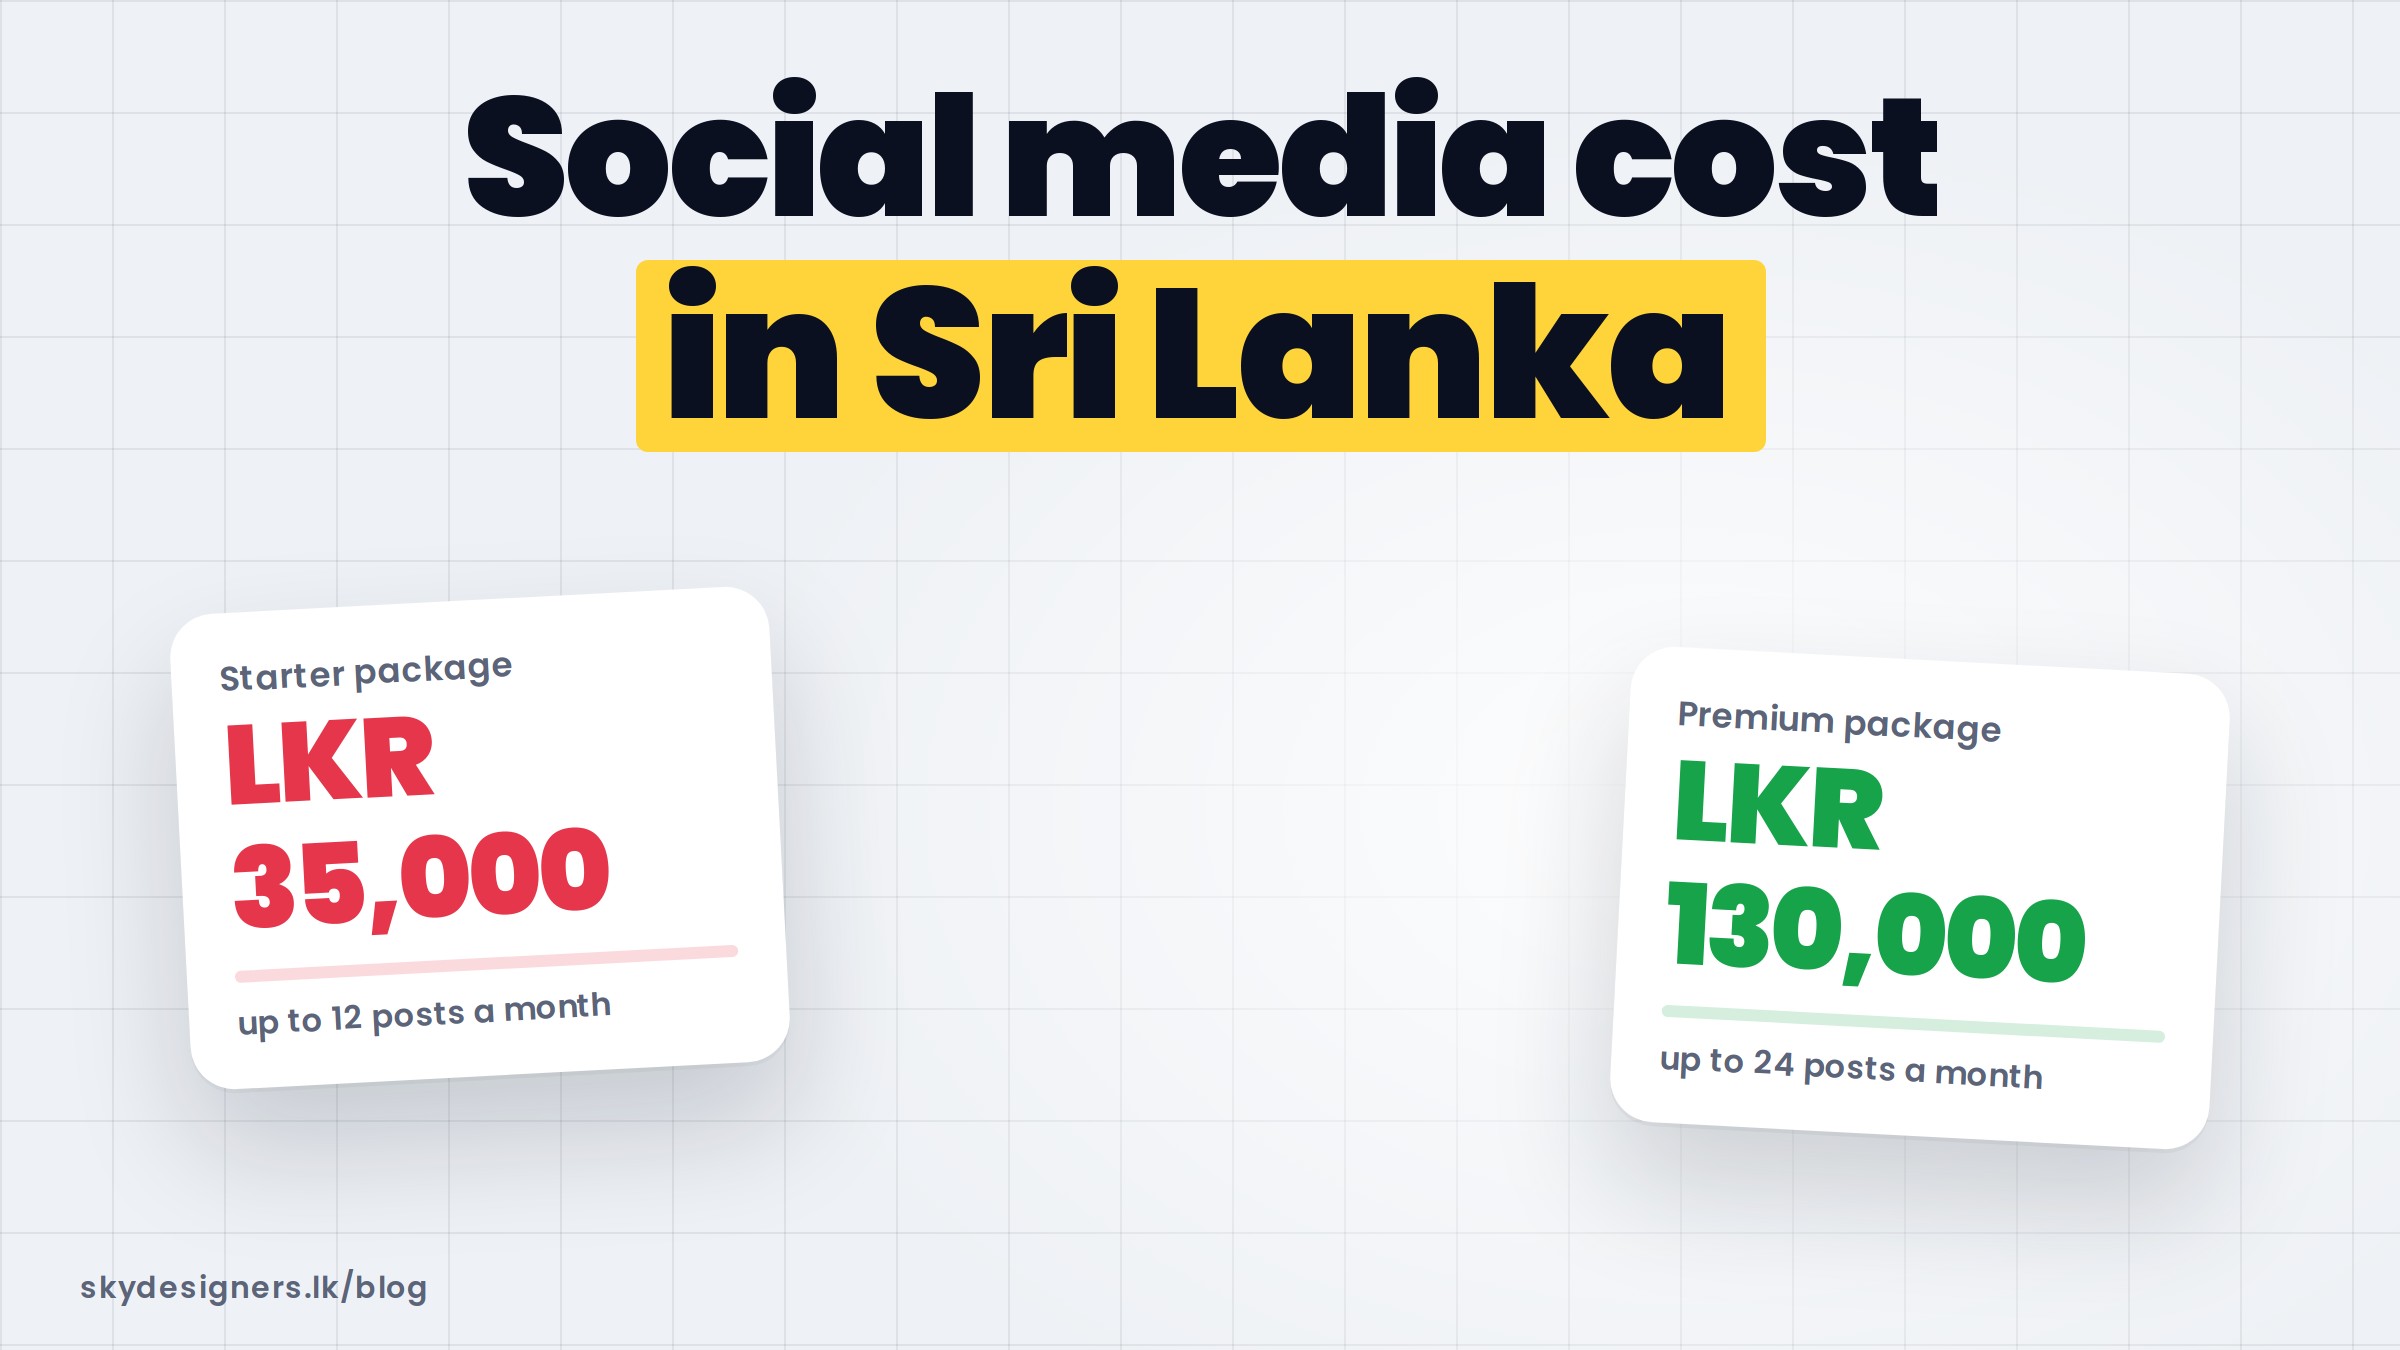 Social media cost
in Sri Lanka
Starter package
LKR
35,000
up to 12 posts a month
Premium package
LKR
130,000
up to 24 posts a month
skydesigners.lk/blog